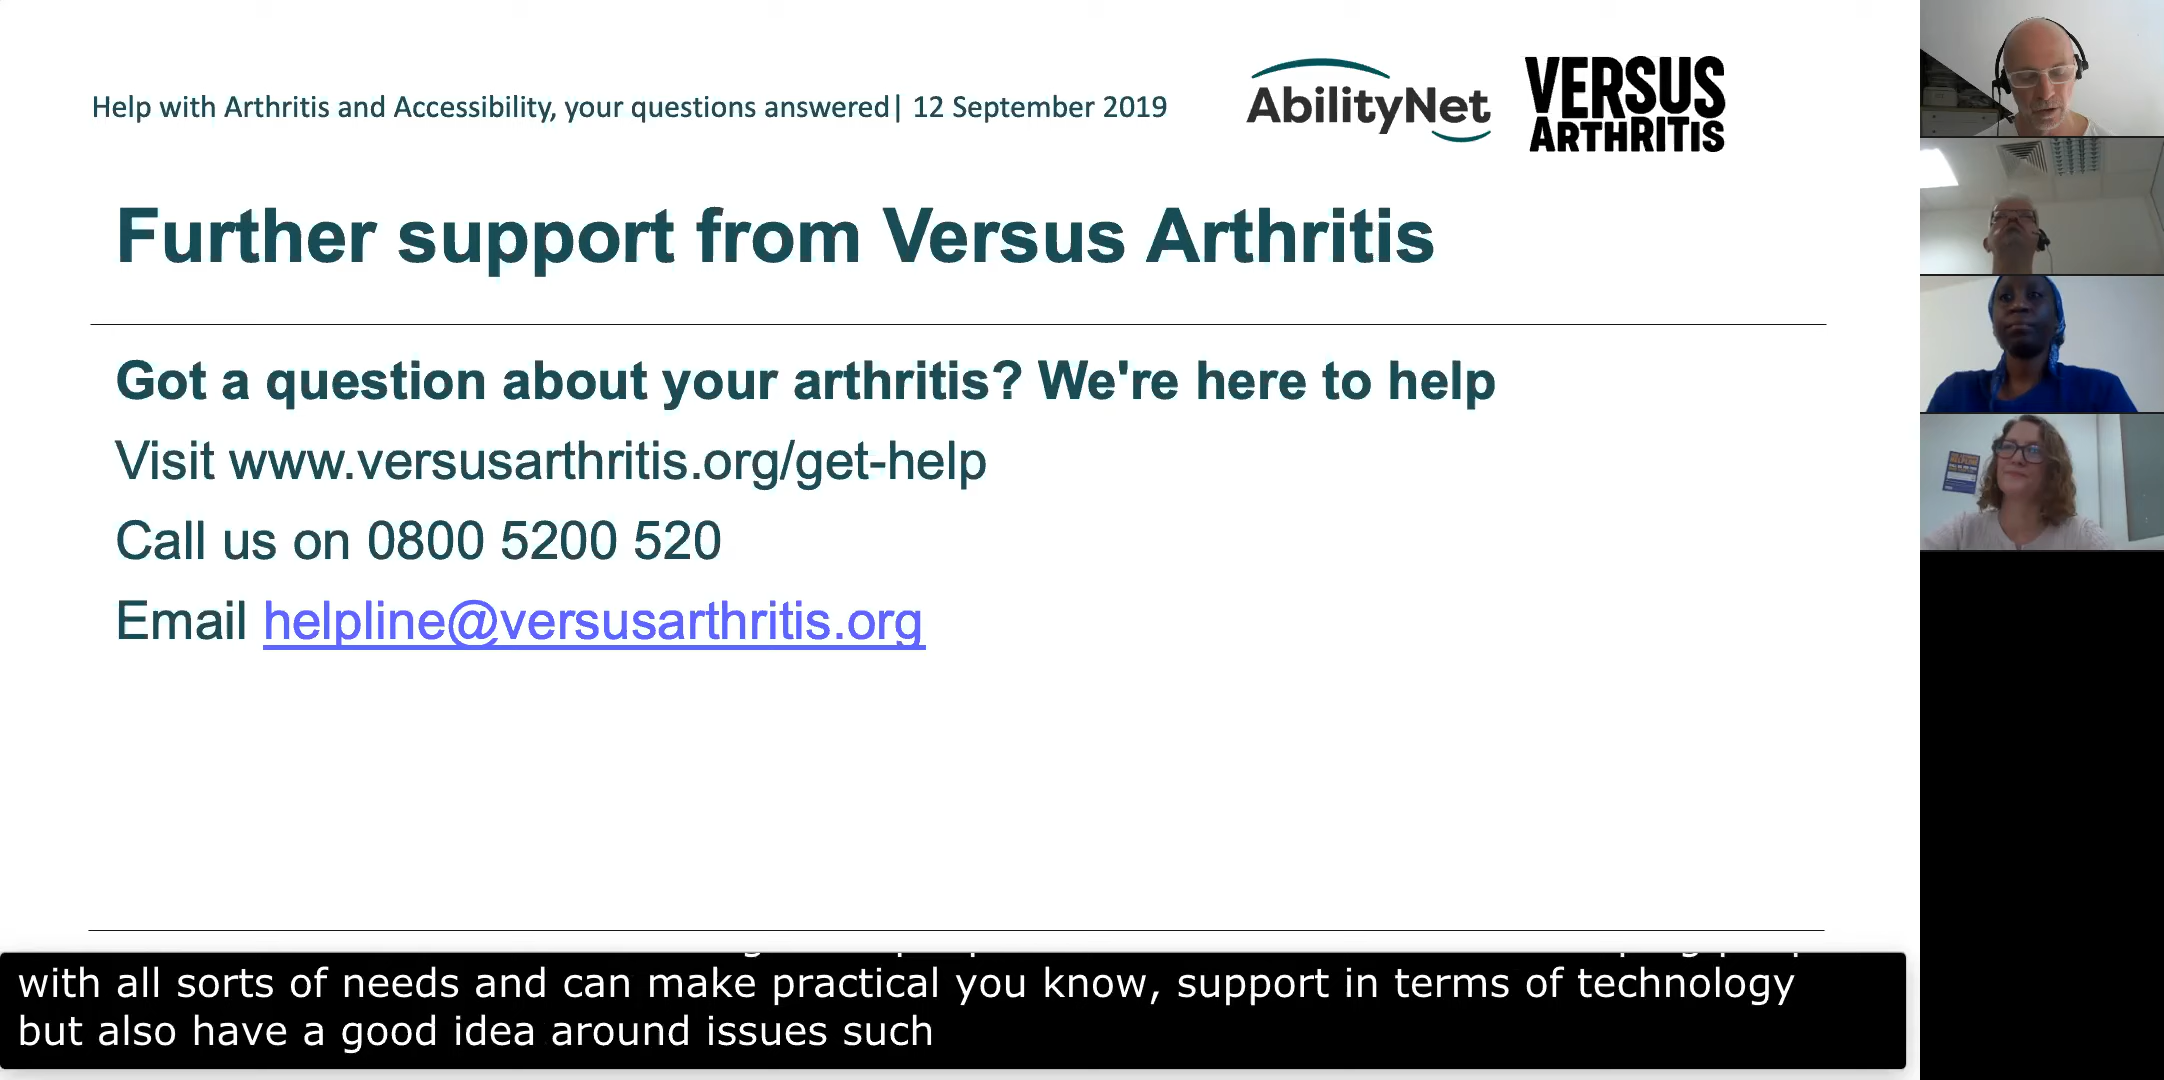 Help with Arthritis and Accessibility, your questions answered| 12 September 2019
AbilityNet
VERSUS
ARTHRITIS
Further support from Versus Arthritis
Got a question about your arthritis? We're here to help
Visit www.versusarthritis.org/get-help
Call us on 0800 5200 520
Email helpline@versusarthritis.org
with all sorts of needs and can make practical you know, support in terms of technology
but also have a good idea around issues such